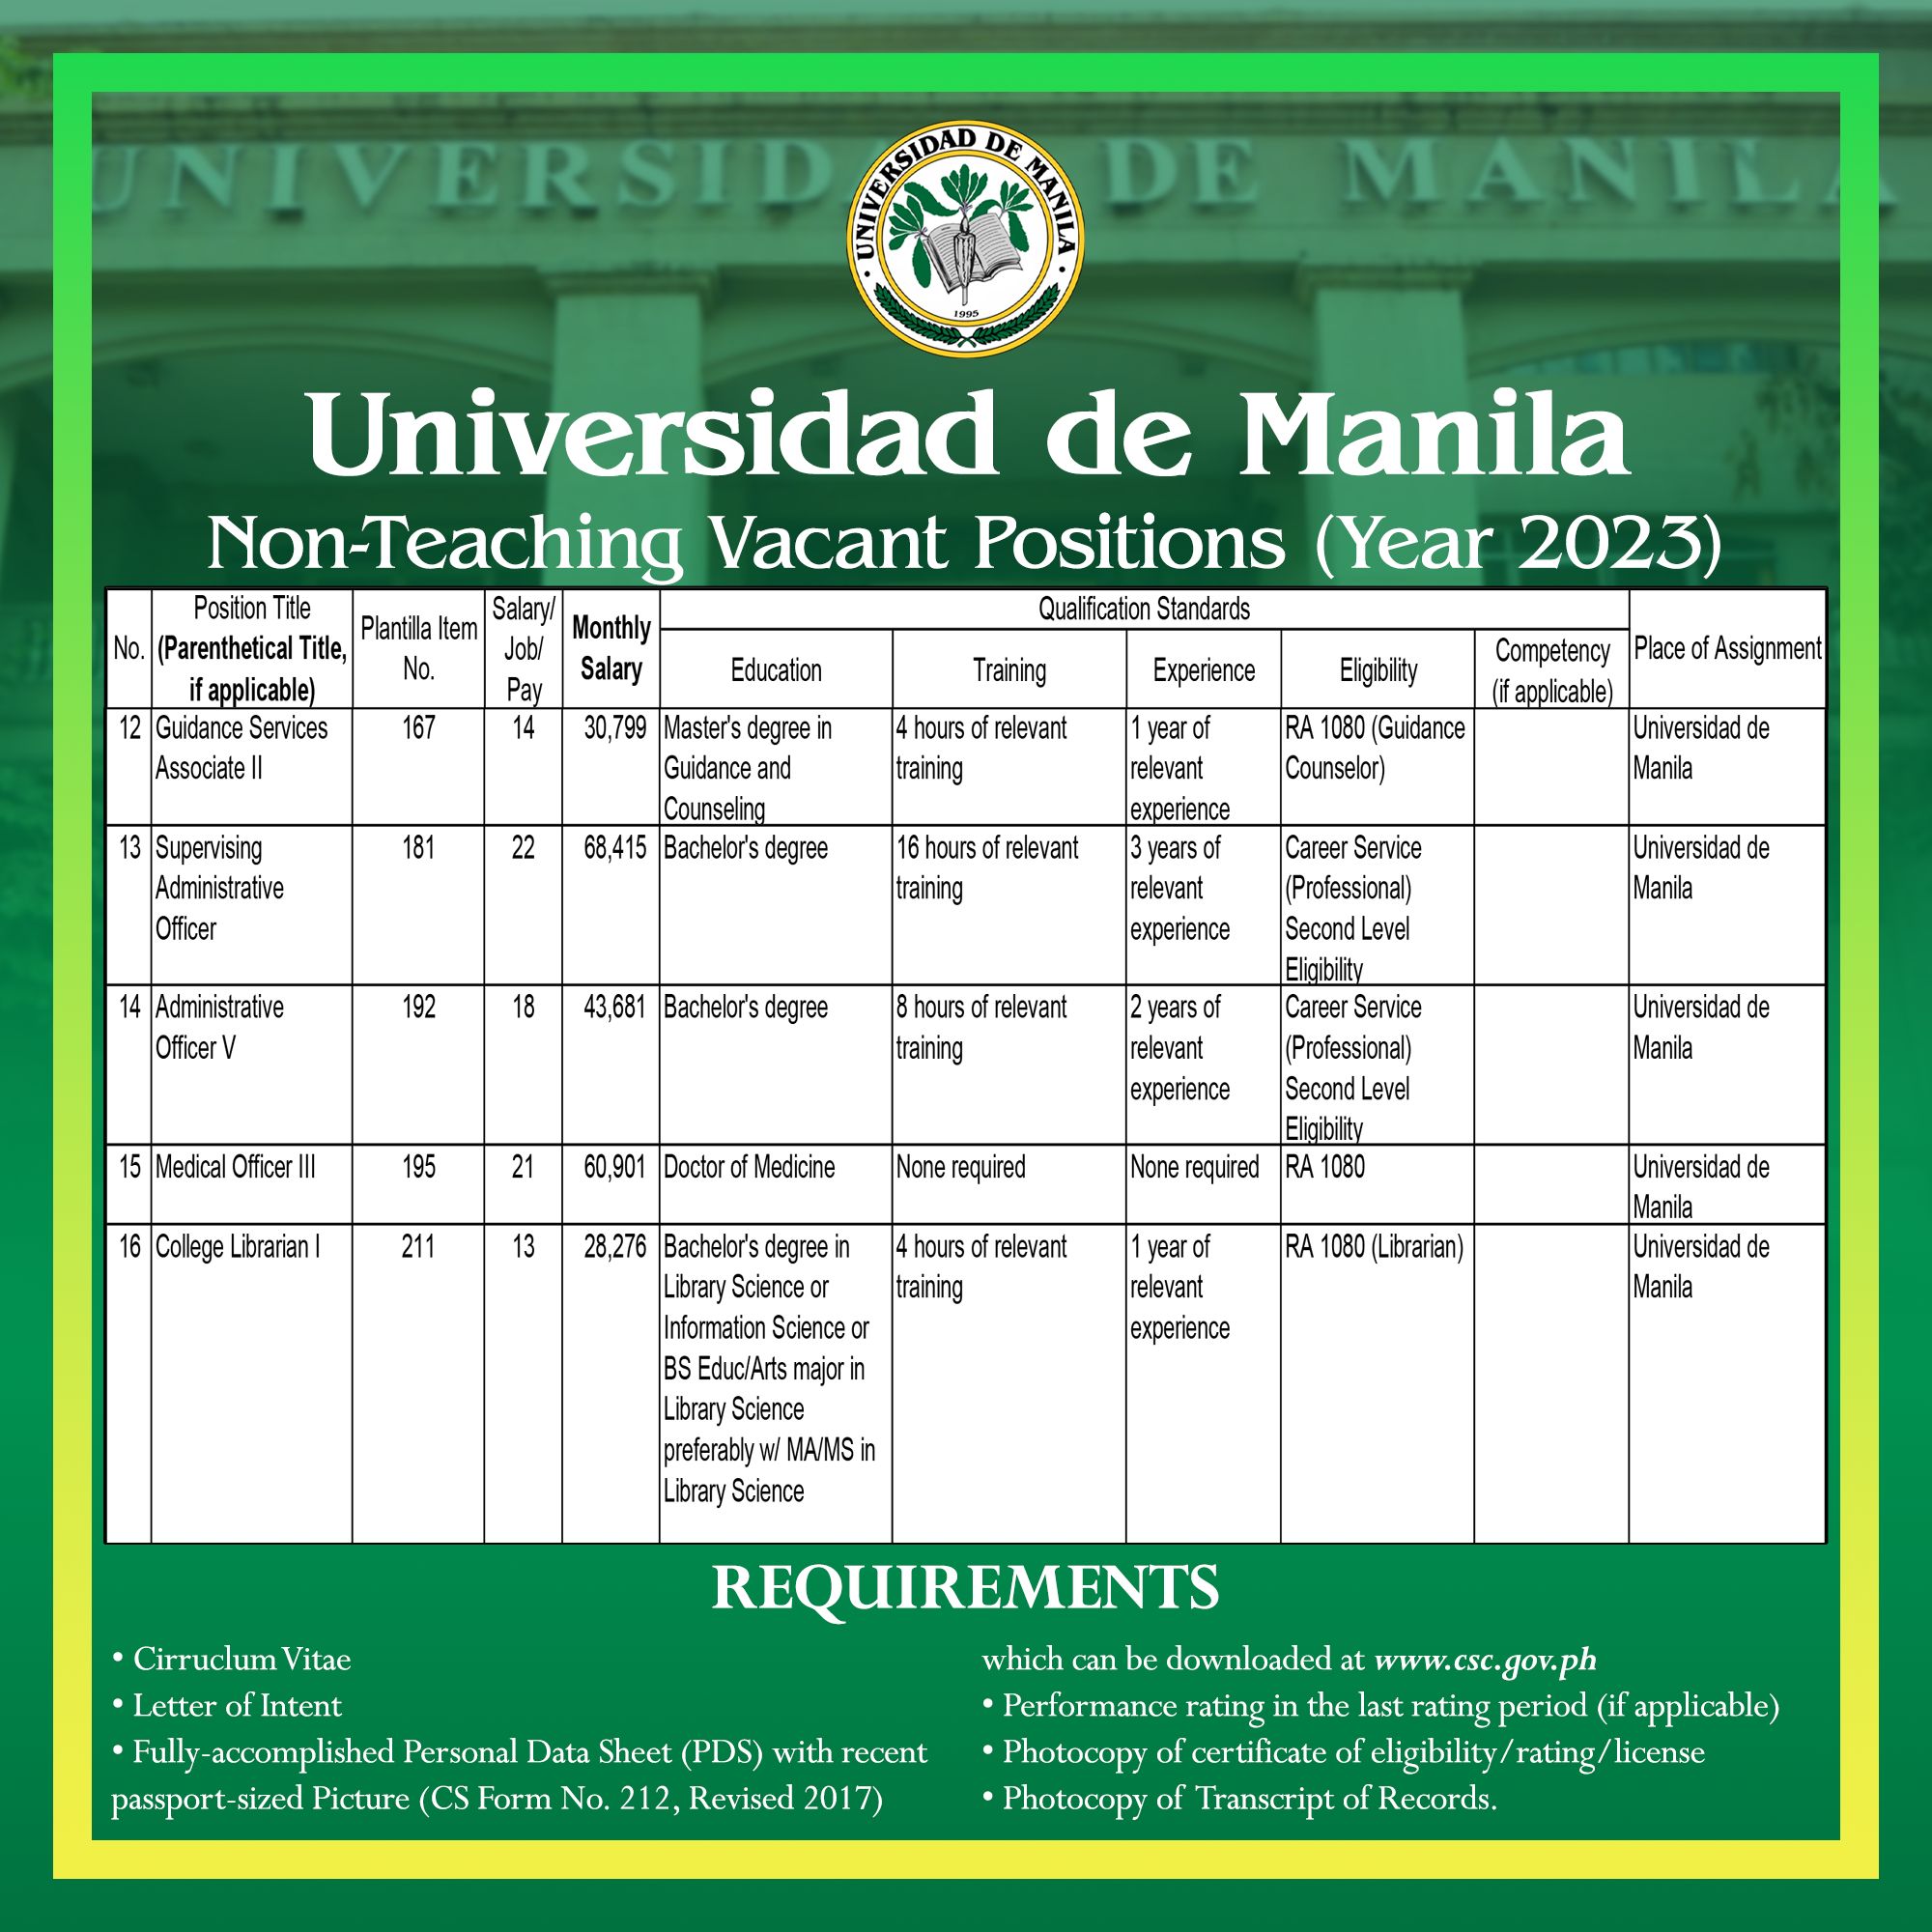 UNIVERSID DE MANILA
UNIVERSIDAD DE MANILA
1995
Universidad de Manila
Non-Teaching Vacant Positions (Year 2023)
No.
Position Title
(Parenthetical Title,
if applicable)
Plantilla Item
No.
Salary/
Job/
Pay
Monthly
Salary
Qualification Standards
Education
Training
Experience
Eligibility
Competency
(if applicable)
Place of Assignment
12
Guidance Services
Associate II
167
14
30,799
Master's degree in
Guidance and
Counseling
4 hours of relevant
training
1 year of
relevant
experience
RA 1080 (Guidance
Counselor)
Universidad de
Manila
13
Supervising
Administrative
Officer
181
22
68,415
Bachelor's degree
16 hours of relevant
training
3 years of
relevant
experience
Career Service
(Professional)
Second Level
Eligibility
Universidad de
Manila
14
Administrative
Officer V
192
18
43,681
Bachelor's degree
8 hours of relevant
training
2 years of
relevant
experience
Career Service
(Professional)
Second Level
Eligibility
Universidad de
Manila
15
Medical Officer III
195
21
60,901
Doctor of Medicine
None required
None required
RA 1080
Universidad de
Manila
16
College Librarian I
211
13
28,276
Bachelor's degree in
Library Science or
Information Science or
BS Educ/Arts major in
Library Science
preferably w/ MA/MS in
Library Science
4 hours of relevant
training
1 year of
relevant
experience
RA 1080 (Librarian)
Universidad de
Manila
REQUIREMENTS
• Cirruclum Vitae
• Letter of Intent
• Fully-accomplished Personal Data Sheet (PDS) with recent
passport-sized Picture (CS Form No. 212, Revised 2017)
which can be downloaded at www.csc.gov.ph
• Performance rating in the last rating period (if applicable)
• Photocopy of certificate of eligibility/rating/license
• Photocopy of Transcript of Records.